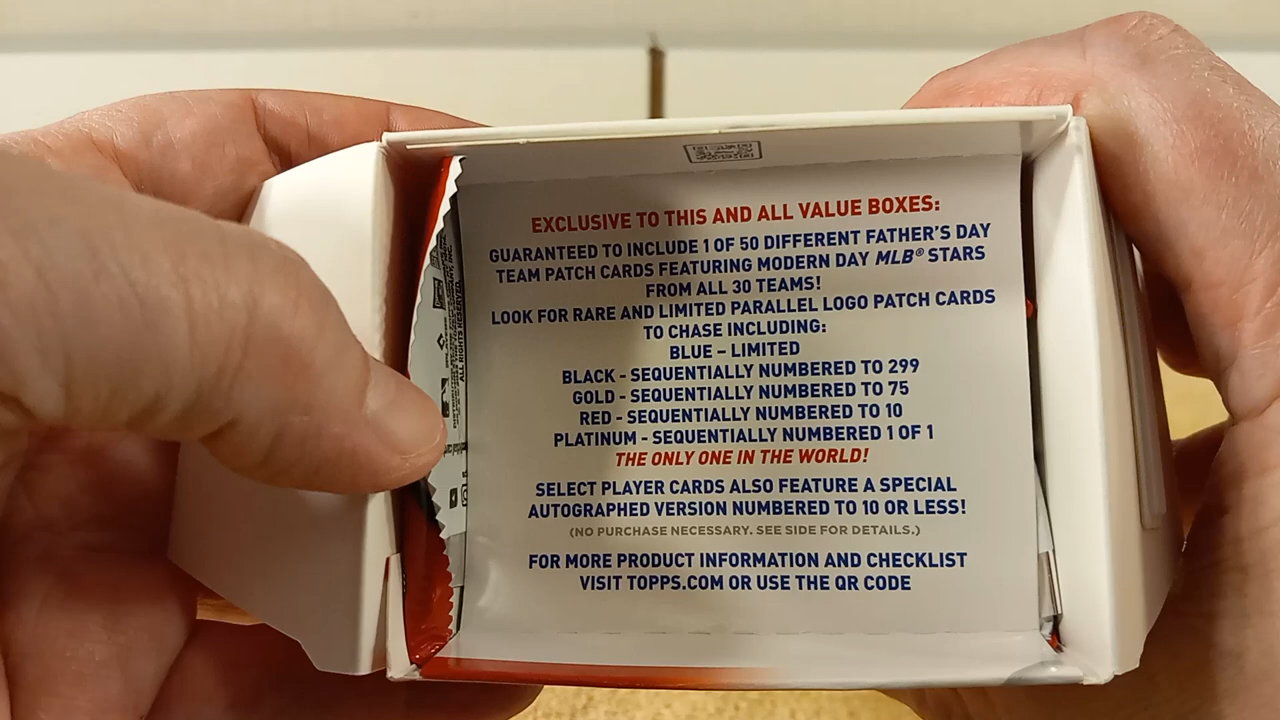 EXCLUSIVE TO THIS AND ALL VALUE BOXES:
GUARANTEED TO INCLUDE 1 OF 50 DIFFERENT FATHER'S DAY
TEAM PATCH CARDS FEATURING MODERN DAY MLB® STARS
FROM ALL 30 TEAMS!
LOOK FOR RARE AND LIMITED PARALLEL LOGO PATCH CARDS
TO CHASE INCLUDING:
BLUE – LIMITED
BLACK - SEQUENTIALLY NUMBERED TO 299
GOLD - SEQUENTIALLY NUMBERED TO 75
RED - SEQUENTIALLY NUMBERED TO 10
PLATINUM - SEQUENTIALLY NUMBERED 1 OF 1
THE ONLY ONE IN THE WORLD!
SELECT PLAYER CARDS ALSO FEATURE A SPECIAL
AUTOGRAPHED VERSION NUMBERED TO 10 OR LESS!
(NO PURCHASE NECESSARY. SEE SIDE FOR DETAILS.)
FOR MORE PRODUCT INFORMATION AND CHECKLIST
VISIT TOPPS.COM OR USE THE QR CODE